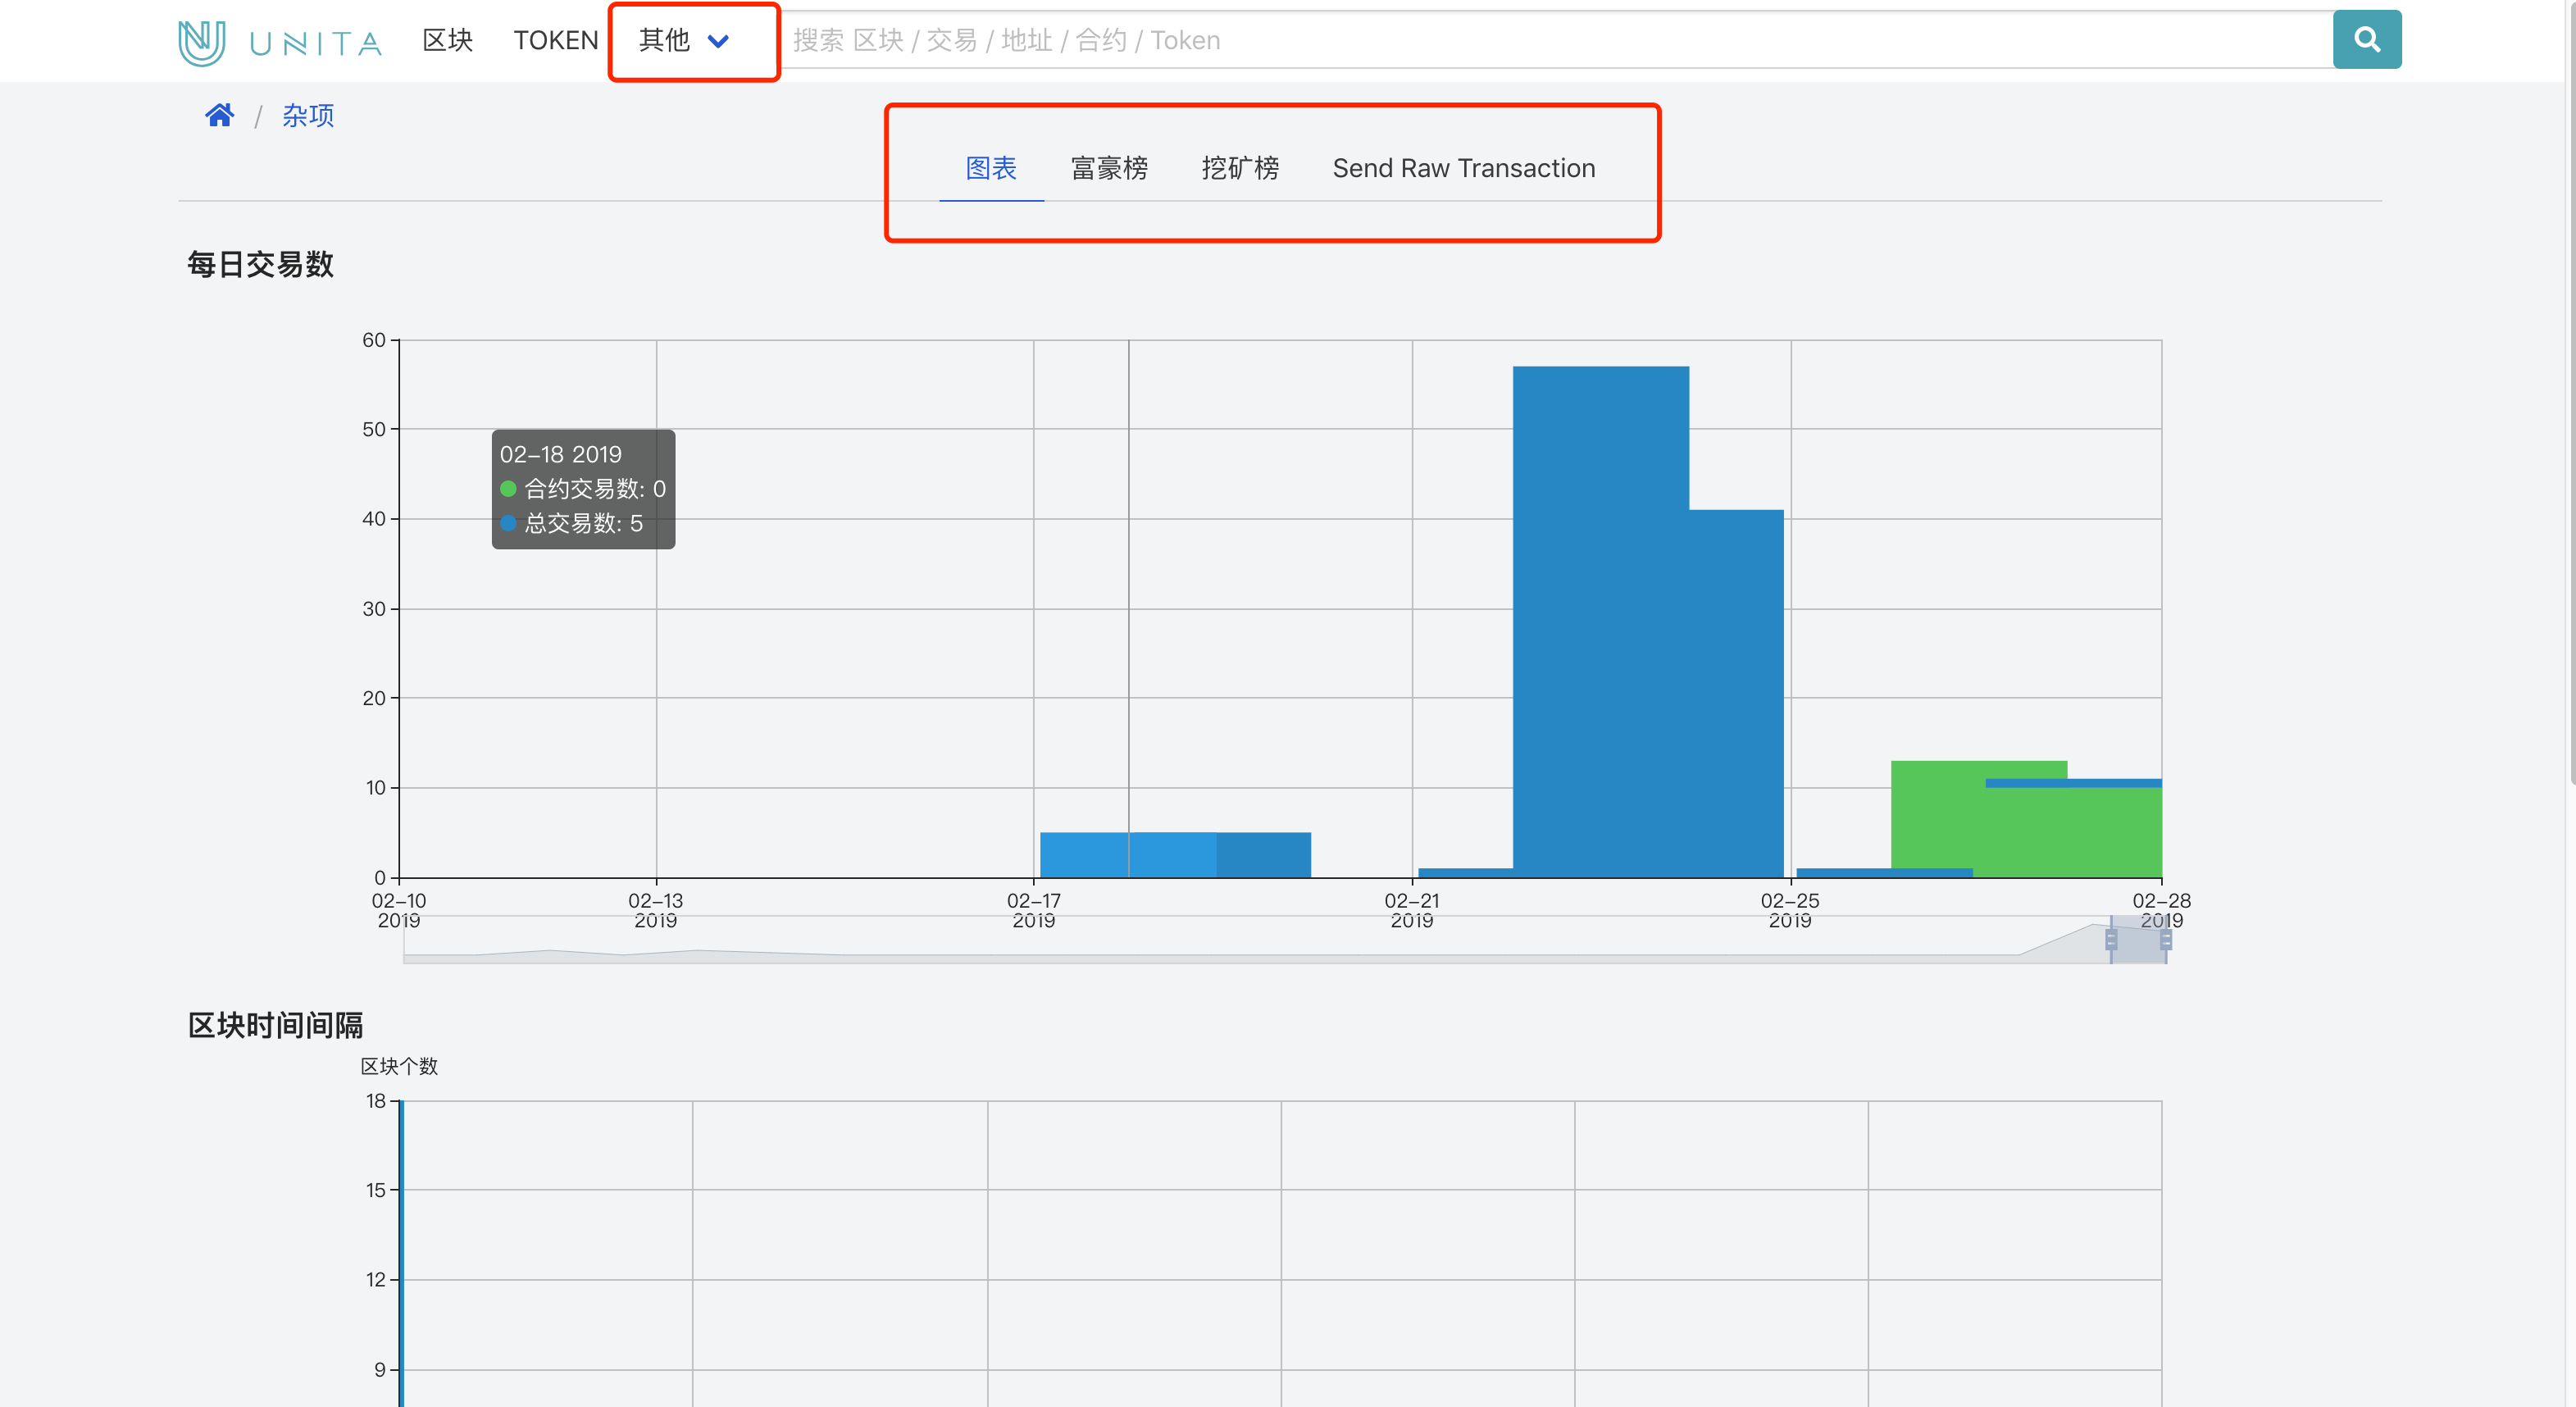 UNITA 区块 TOKEN 其他 搜索 区块 / 交易 / 地址 / 合约 / Token
/ 杂项
图表 富豪榜 挖矿榜 Send Raw Transaction
每日交易数
60
50
02-18 2019
合约交易数: 0
总交易数: 5
40
30
20
10
0
02-10 02-13 02-17 02-21 02-25 02-28
2019 2019 2019 2019 2019 2019
区块时间间隔
区块个数
18
15
12
9